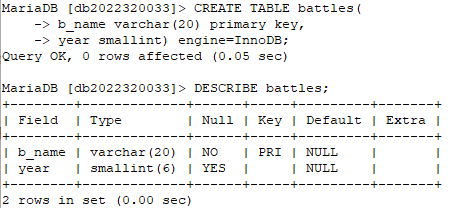 MariaDB [db2022320033]> CREATE TABLE battles(
    -> b_name varchar(20) primary key,
    -> year smallint) engine=InnoDB;
Query OK, 0 rows affected (0.05 sec)

MariaDB [db2022320033]> DESCRIBE battles;
+--------+-------------+------+-----+---------+-------+
| Field  | Type        | Null | Key | Default | Extra |
+--------+-------------+------+-----+---------+-------+
| b_name | varchar(20) | NO   | PRI | NULL    |       |
| year   | smallint(6) | YES  |     | NULL    |       |
+--------+-------------+------+-----+---------+-------+
2 rows in set (0.00 sec)